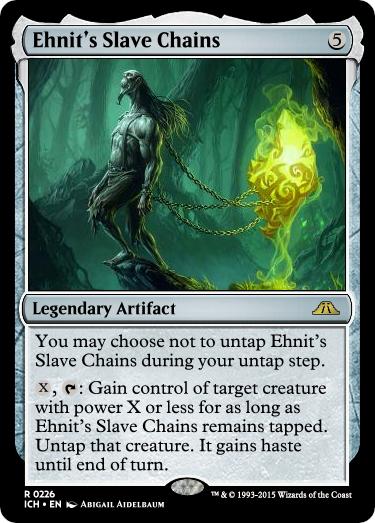 Ehnit's Slave Chains 5
Legendary Artifact
You may choose not to untap Ehnit's
Slave Chains during your untap step.
X, : Gain control of target creature
with power X or less for as long as
Ehnit's Slave Chains remains tapped.
Untap that creature. It gains haste
until end of turn.
R 0226
ICH • EN Abigail Aidelbaum
™ & © 1993-2015 Wizards of the Coast